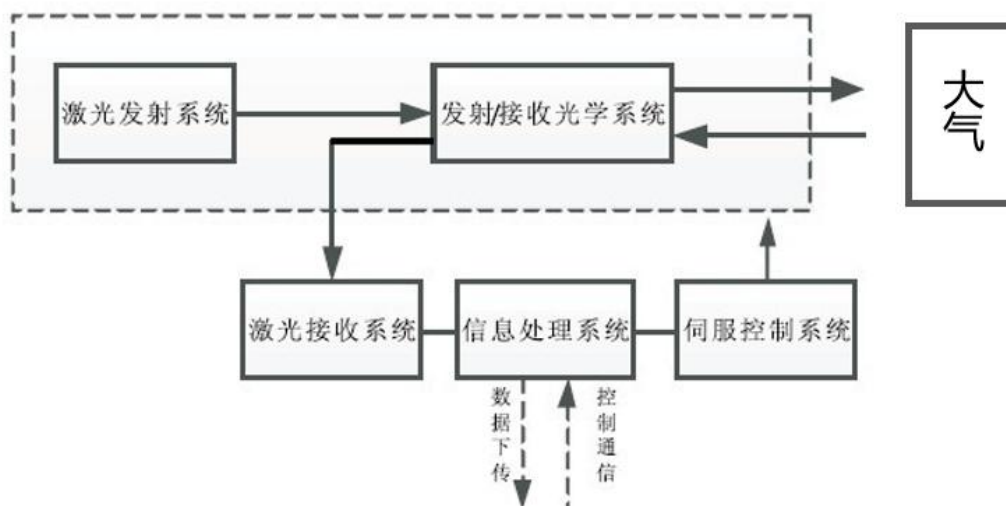 激光发射系统
发射/接收光学系统
大气
激光接收系统
信息处理系统
伺服控制系统
数据下传
控制通信